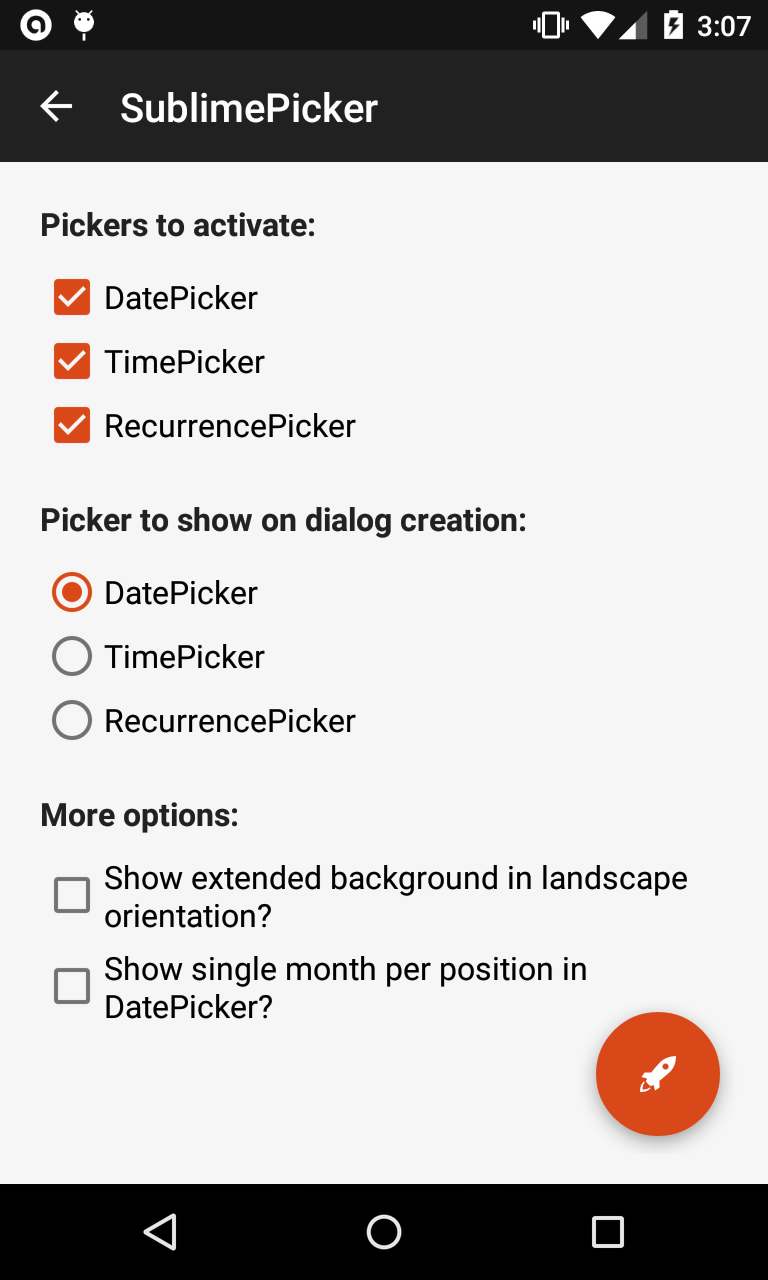 3:07
SublimePicker
Pickers to activate:
DatePicker
TimePicker
RecurrencePicker
Picker to show on dialog creation:
DatePicker
TimePicker
RecurrencePicker
More options:
Show extended background in landscape
orientation?
Show single month per position in
DatePicker?